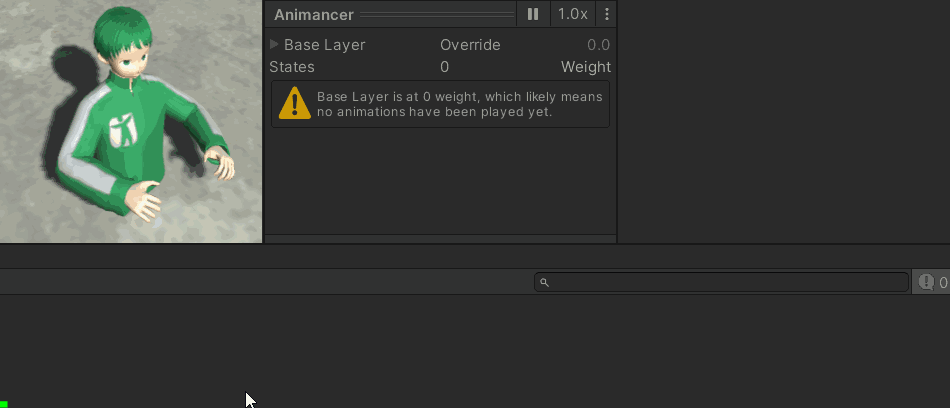 Animancer 1.0x
Base Layer Override 0.0
States 0 Weight
Base Layer is at 0 weight, which likely means
no animations have been played yet.
0